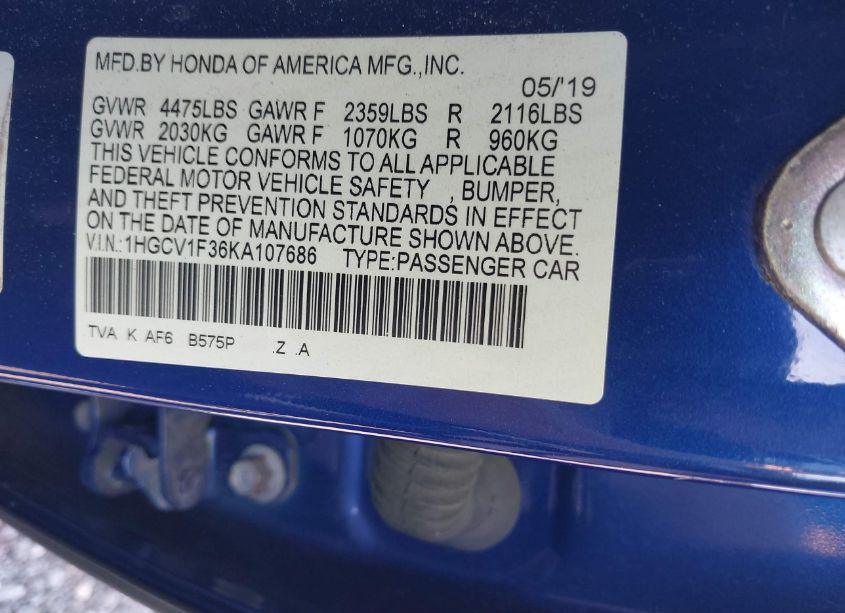 MFD.BY HONDA OF AMERICA MFG.,INC.
05/'19
GVWR 4475LBS GAWR F 2359LBS R 2116LBS
GVWR 2030KG GAWR F 1070KG R 960KG
THIS VEHICLE CONFORMS TO ALL APPLICABLE
FEDERAL MOTOR VEHICLE SAFETY , BUMPER,
AND THEFT PREVENTION STANDARDS IN EFFECT
ON THE DATE OF MANUFACTURE SHOWN ABOVE.
V.I.N.:1HGCV1F36KA107686 TYPE:PASSENGER CAR
TVA K AF6 B575P .Z .A